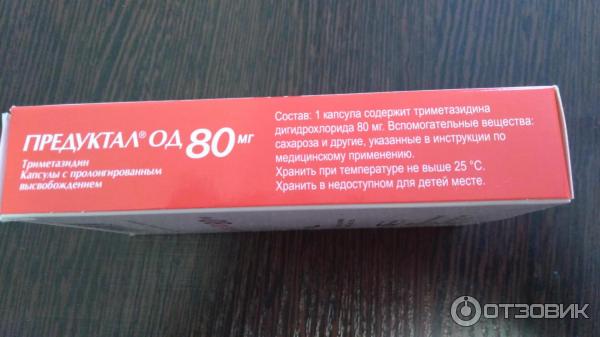 ПРЕДУКТАЛ® ОД 80 мг
Триметазидин
Капсулы с пролонгированным
высвобождением
Состав: 1 капсула содержит триметазидина
дигидрохлорида 80 мг. Вспомогательные вещества:
сахароза и другие, указанные в инструкции по
медицинскому применению.
Хранить при температуре не выше 25 °C.
Хранить в недоступном для детей месте.
ОТЗОВИК